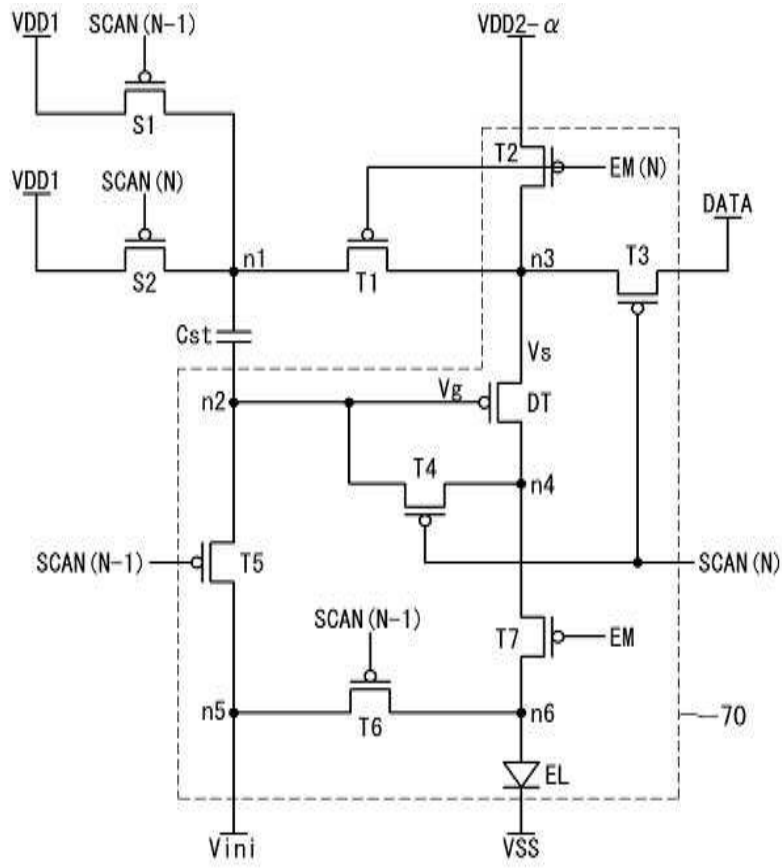 VDD1
SCAN(N-1)
VDD2-α
S1
VDD1
SCAN(N)
T2
EM(N)
DATA
S2
n1
T1
n3
T3
Cst
Vs
n2
Vg
DT
T4
n4
SCAN(N-1)
T5
SCAN(N)
SCAN(N-1)
T7
EM
n5
T6
n6
70
EL
Vini
VSS